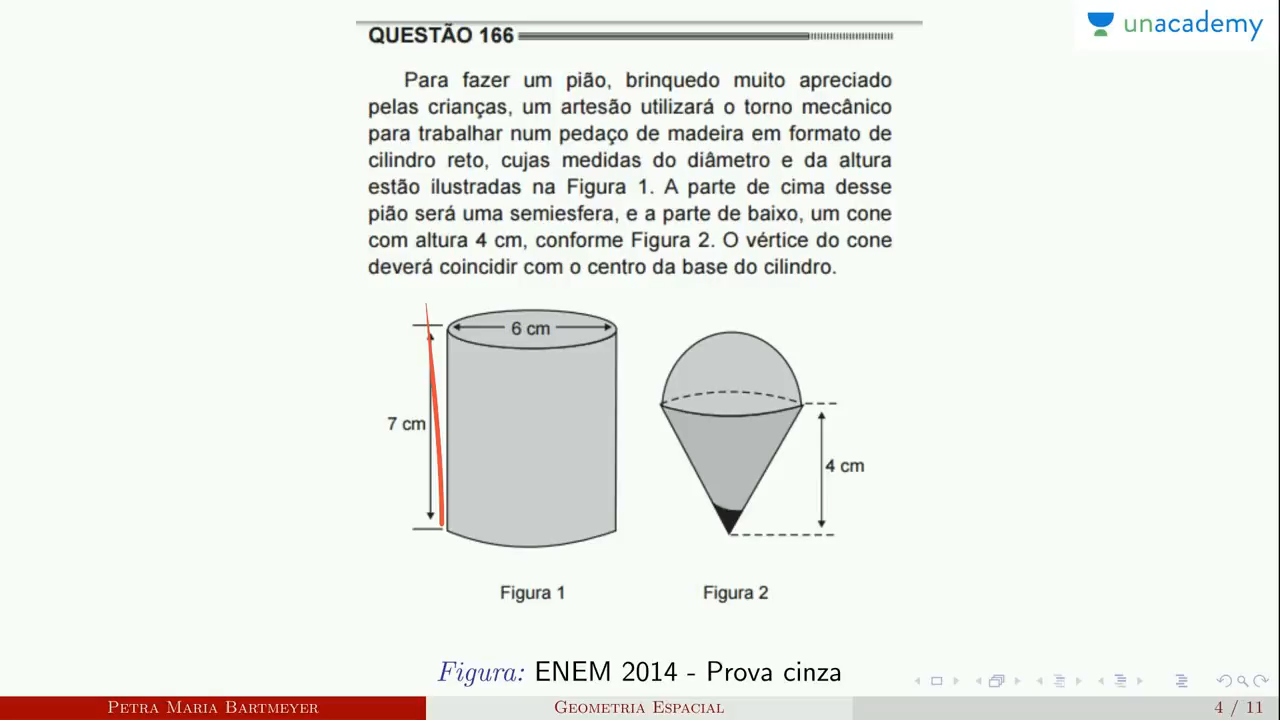 unacademy
QUESTÃO 166
Para fazer um pião, brinquedo muito apreciado
pelas crianças, um artesão utilizará o torno mecânico
para trabalhar num pedaço de madeira em formato de
cilindro reto, cujas medidas do diâmetro e da altura
estão ilustradas na Figura 1. A parte de cima desse
pião será uma semiesfera, e a parte de baixo, um cone
com altura 4 cm, conforme Figura 2. O vértice do cone
deverá coincidir com o centro da base do cilindro.
6 cm
7 cm
4 cm
Figura 1
Figura 2
Figura: ENEM 2014 - Prova cinza
Petra Maria Bartmeyer
Geometria Espacial
4 / 11